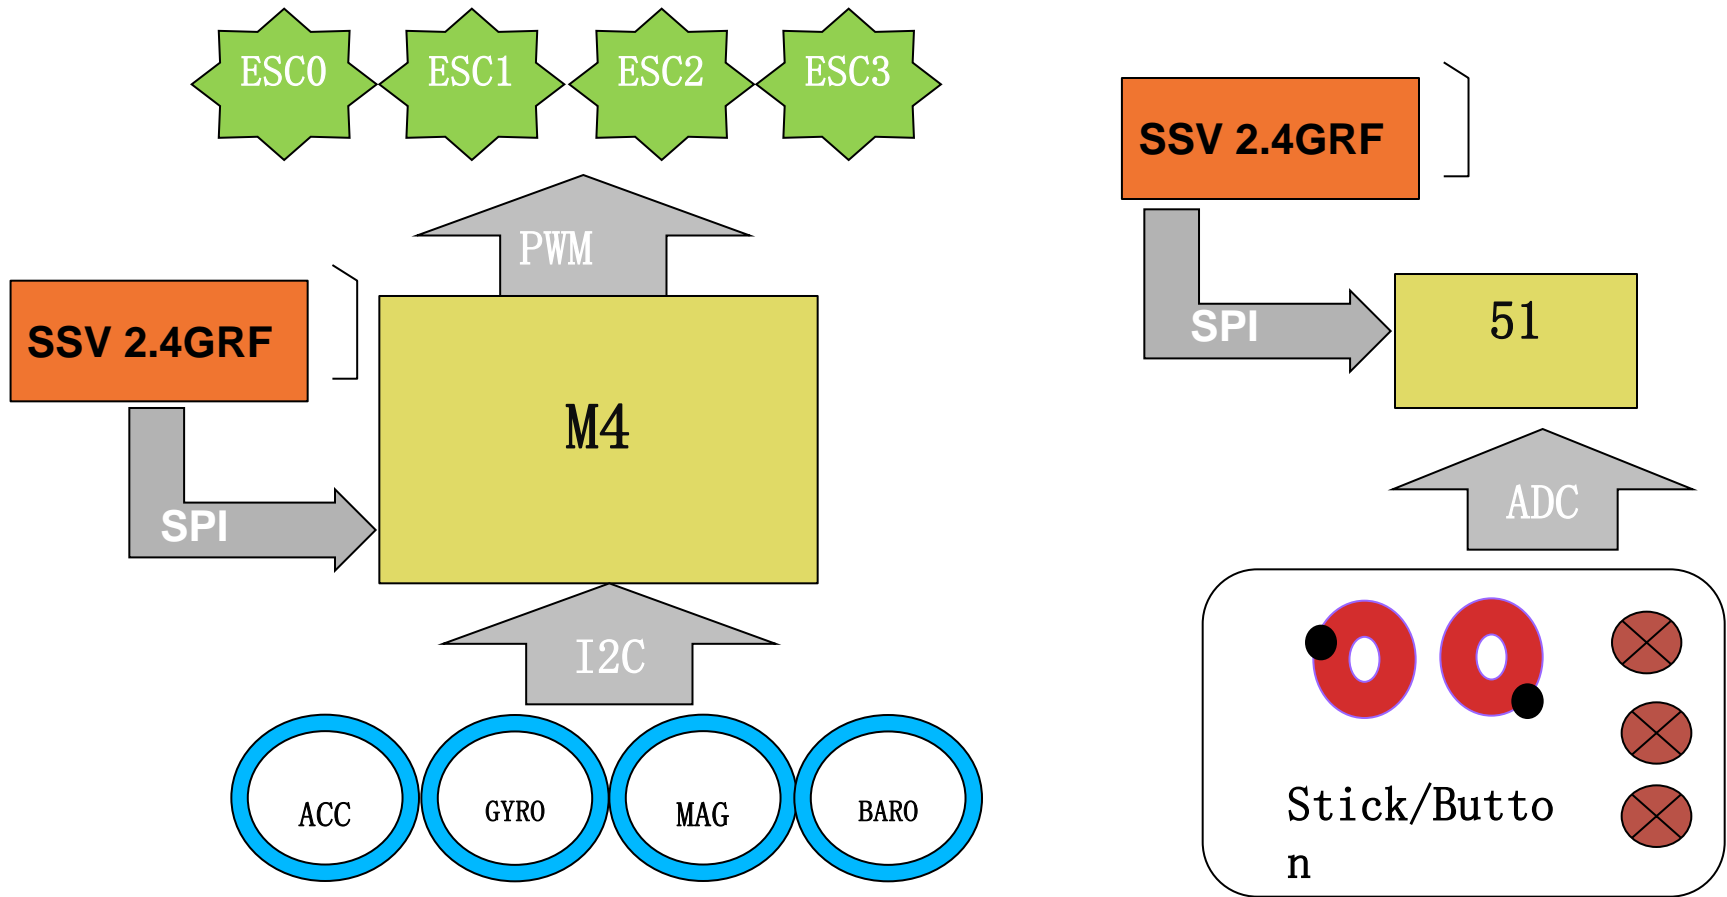 ESC0
ESC1
ESC2
ESC3
PWM
SSV 2.4GRF
M4
SPI
I2C
ACC
GYRO
MAG
BARO
SSV 2.4GRF
SPI
51
ADC
Stick/Butto
n